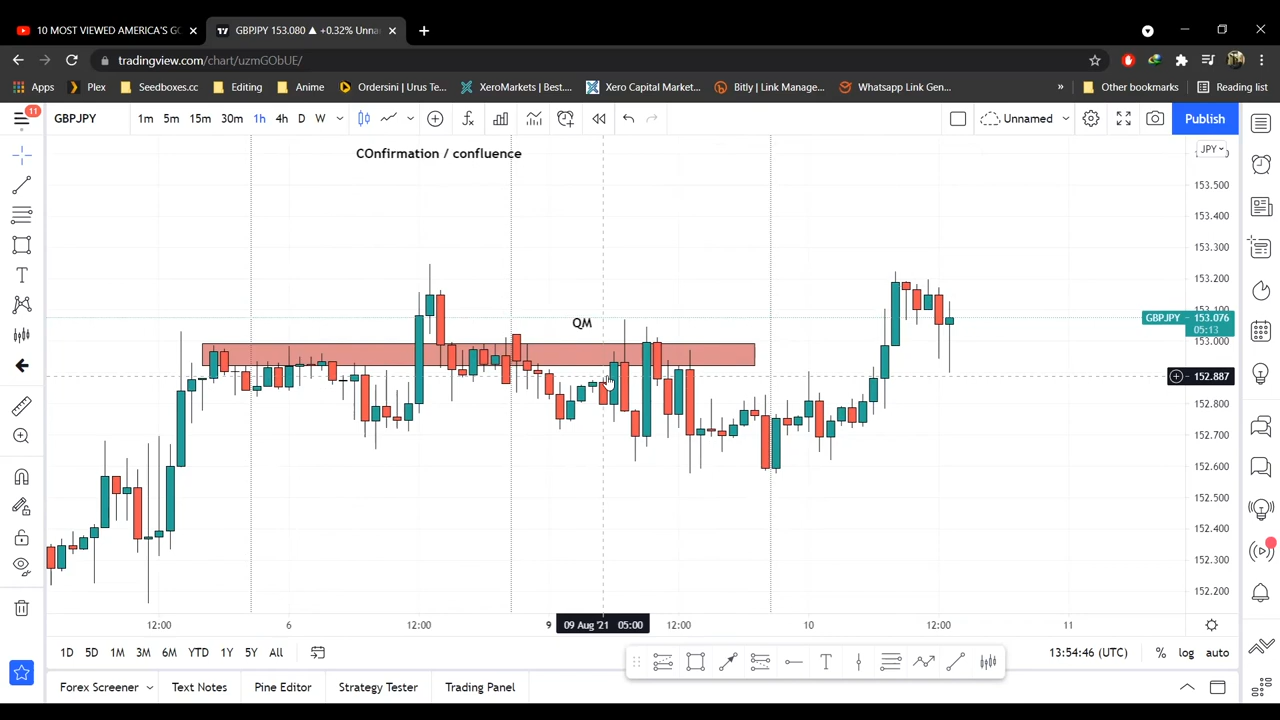 10 MOST VIEWED AMERICA'S GO
GBPJPY 153.080 ▲ +0.32% Unna
tradingview.com/chart/uzmGObUE/
Apps Plex Seedboxes.cc Editing Anime Ordersini | Urus Te... XeroMarkets | Best... Xero Capital Market... Bitly | Link Manage... Whatsapp Link Gen... » Other bookmarks Reading list
11
GBPJPY 1m 5m 15m 30m 1h 4h D W Unnamed Publish
COnfirmation / confluence
JPY
153.500
153.400
153.300
153.200
QM
GBPJPY 153.076
05:13
153.000
152.887
152.800
152.700
152.600
152.500
152.400
152.300
152.200
12:00 6 12:00 9 09 Aug '21 05:00 12:00 10 12:00 11
1D 5D 1M 3M 6M YTD 1Y 5Y All 13:54:46 (UTC) % log auto
Forex Screener Text Notes Pine Editor Strategy Tester Trading Panel